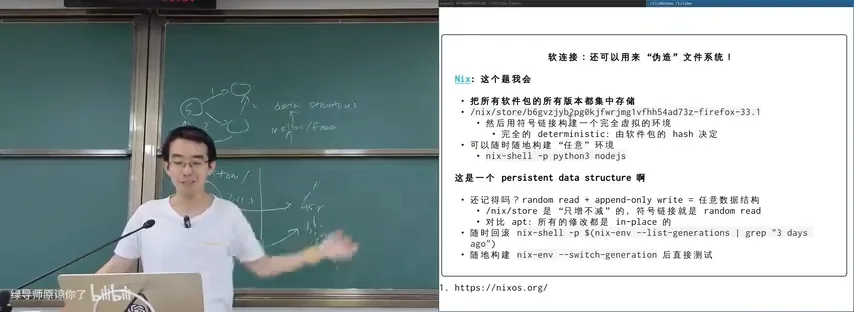 绿导师原谅你了 bilibili
软连接：还可以用来“伪造”文件系统！
Nix: 这个题我会
• 把所有软件包的所有版本都集中存储
• /nix/store/b6gvzjyb2pg0kjfwrjmg1vfhh54ad73z-firefox-33.1
• 然后用符号链接构建一个完全虚拟的环境
• 完全的 deterministic: 由软件包的 hash 决定
• 可以随时随地构建“任意”环境
• nix-shell -p python3 nodejs
这是一个 persistent data structure 啊
• 还记得吗？random read + append-only write = 任意数据结构
• /nix/store 是“只增不减”的，符号链接就是 random read
• 对比 apt: 所有的修改都是 in-place 的
• 随时回滚 nix-shell -p $(nix-env --list-generations | grep "3 days
ago")
• 随地构建 nix-env --switch-generation 后直接测试
1. https://nixos.org/